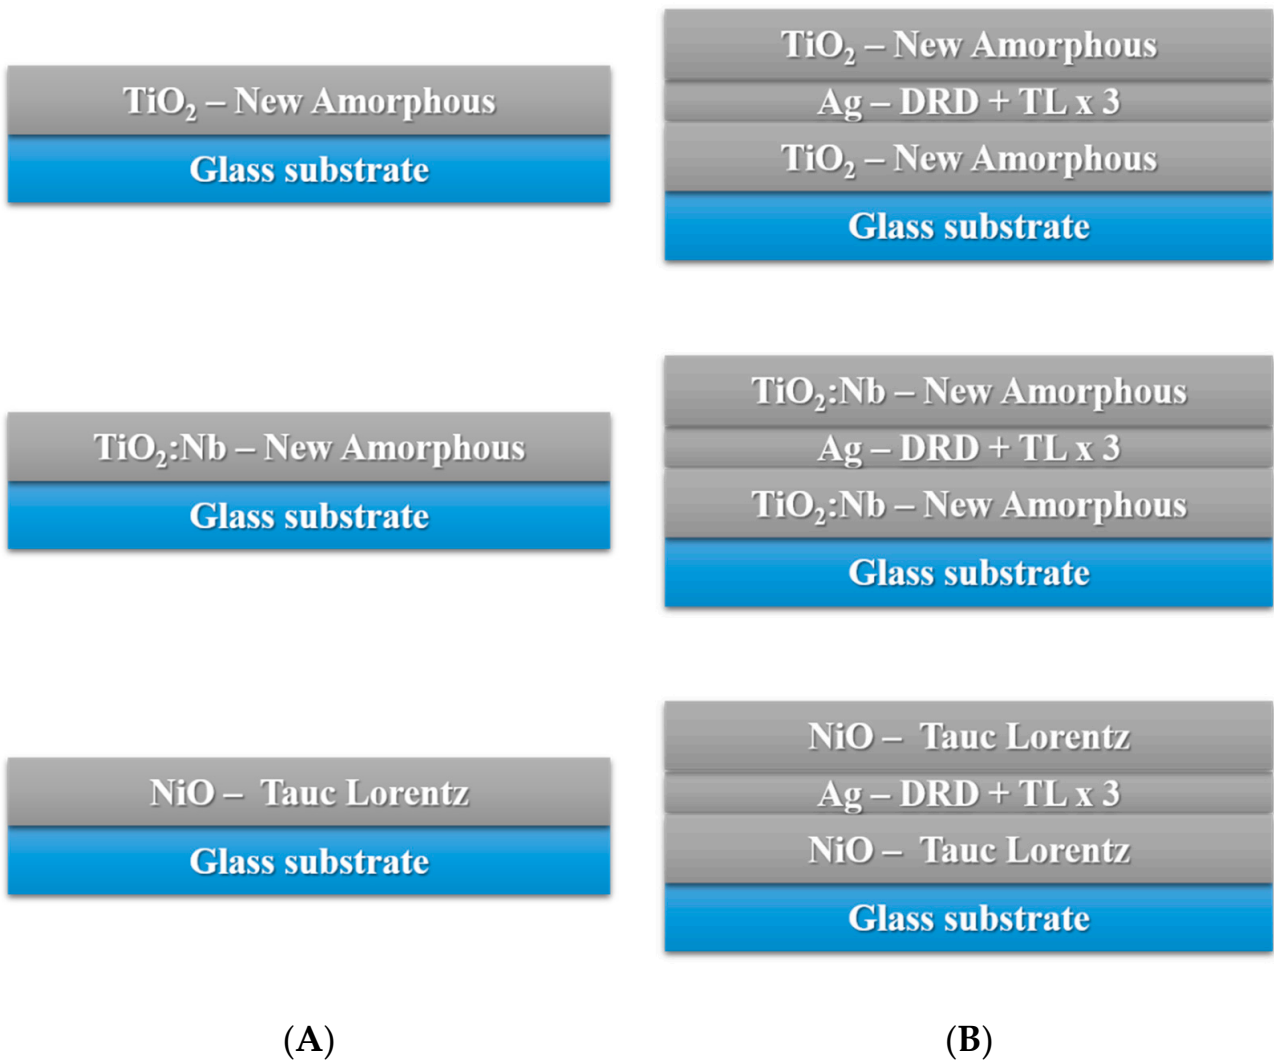 TiO₂ – New Amorphous
Glass substrate
TiO₂:Nb – New Amorphous
Glass substrate
NiO –  Tauc Lorentz
Glass substrate
(A)
TiO₂ – New Amorphous
Ag – DRD + TL x 3
TiO₂ – New Amorphous
Glass substrate
TiO₂:Nb – New Amorphous
Ag – DRD + TL x 3
TiO₂:Nb – New Amorphous
Glass substrate
NiO –  Tauc Lorentz
Ag – DRD + TL x 3
NiO –  Tauc Lorentz
Glass substrate
(B)